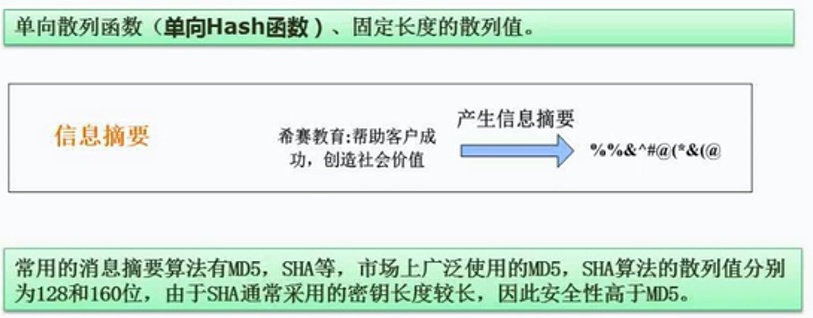 单向散列函数（单向Hash函数）、固定长度的散列值。
信息摘要
希赛教育:帮助客户成
功，创造社会价值
产生信息摘要
%%&^#@(*&(@
常用的消息摘要算法有MD5，SHA等，市场上广泛使用的MD5，SHA算法的散列值分别
为128和160位，由于SHA通常采用的密钥长度较长，因此安全性高于MD5。